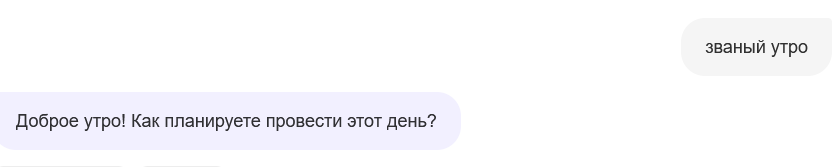 званый утро
Доброе утро! Как планируете провести этот день?